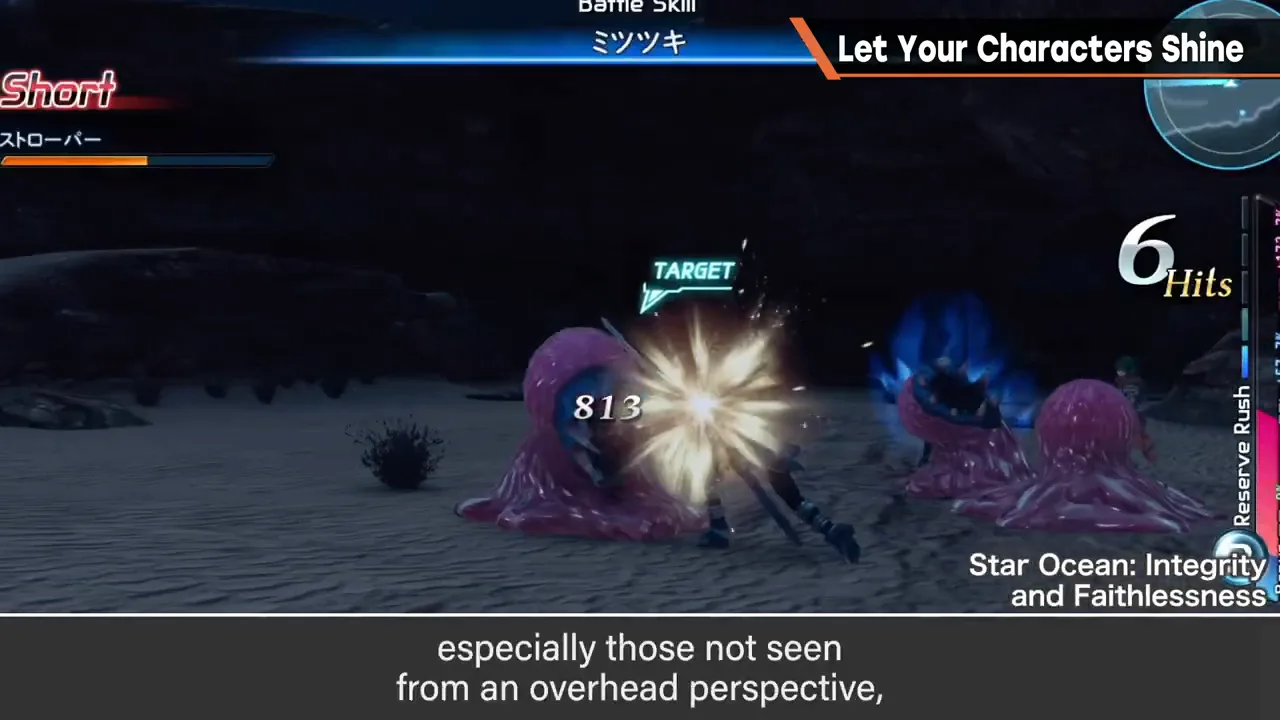 Battle Skill
ミツツキ
Let Your Characters Shine
Short
ストローパー
TARGET
6
Hits
813
Reserve Rush
Star Ocean: Integrity
and Faithlessness
especially those not seen
from an overhead perspective,